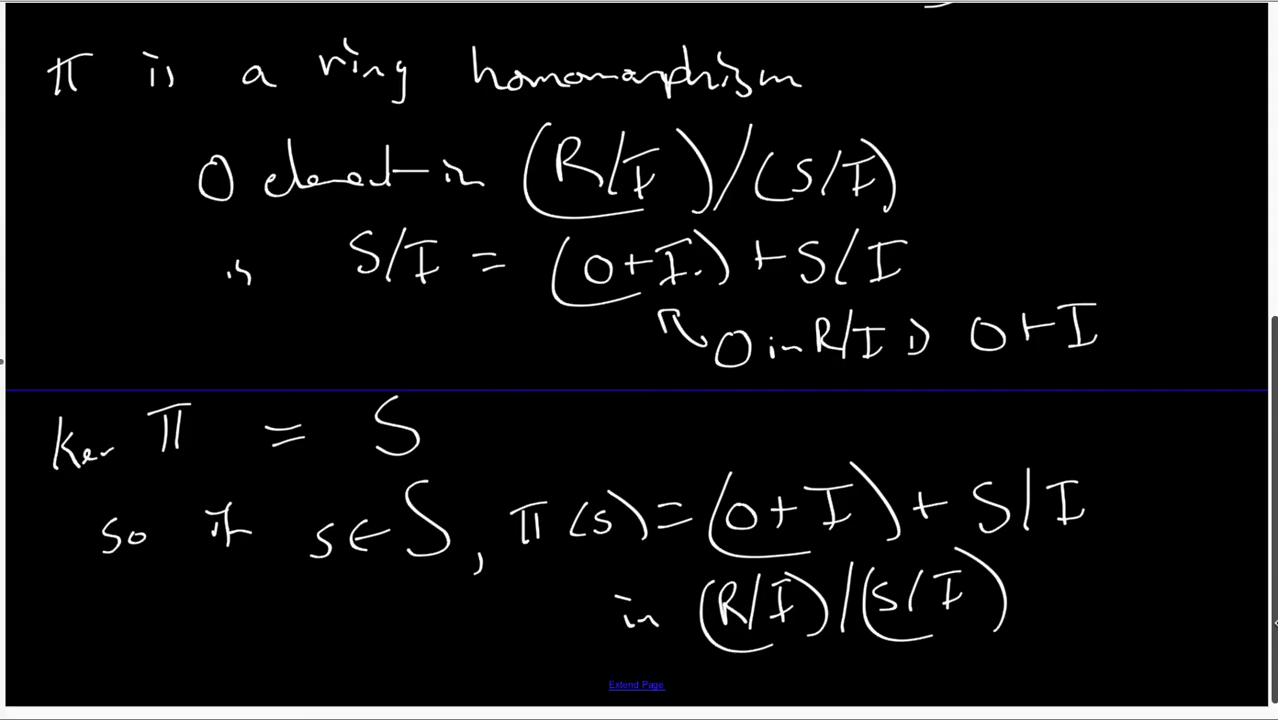 π is a ring homomorphism
0 element in (R/I)/(S/I)
is S/I = (0+I) + S/I
0 in R/I is 0+I
ker π = S
so if s∈S, π(s) = (0+I) + S/I
in (R/I)/(S/I)
Extend Page